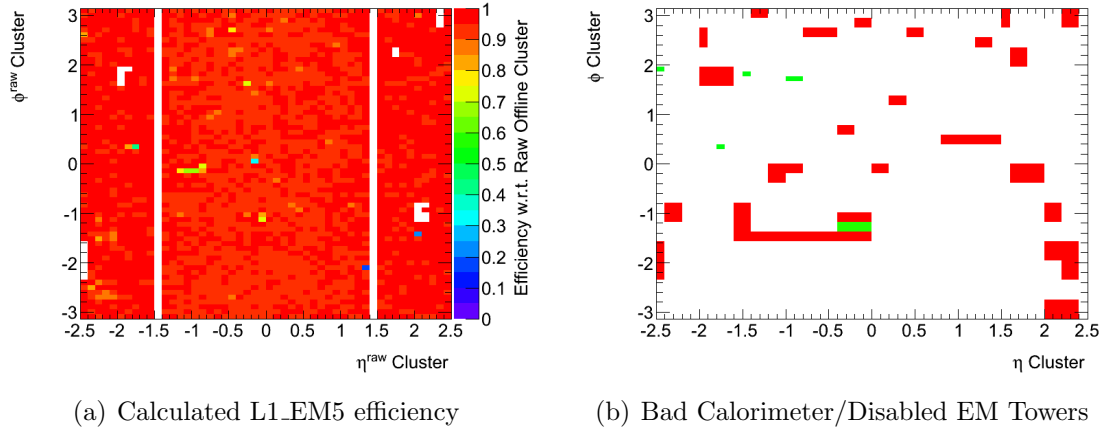 3
2
1
0
-1
-2
-3
-2.5 -2 -1.5 -1 -0.5 0 0.5 1 1.5 2 2.5
φ^raw Cluster
η^raw Cluster
1
0.9
0.8
0.7
0.6
0.5
0.4
0.3
0.2
0.1
0
Efficiency w.r.t. Raw Offline Cluster
(a) Calculated L1_EM5 efficiency
3
2
1
0
-1
-2
-3
-2.5 -2 -1.5 -1 -0.5 0 0.5 1 1.5 2 2.5
φ Cluster
η Cluster
(b) Bad Calorimeter/Disabled EM Towers